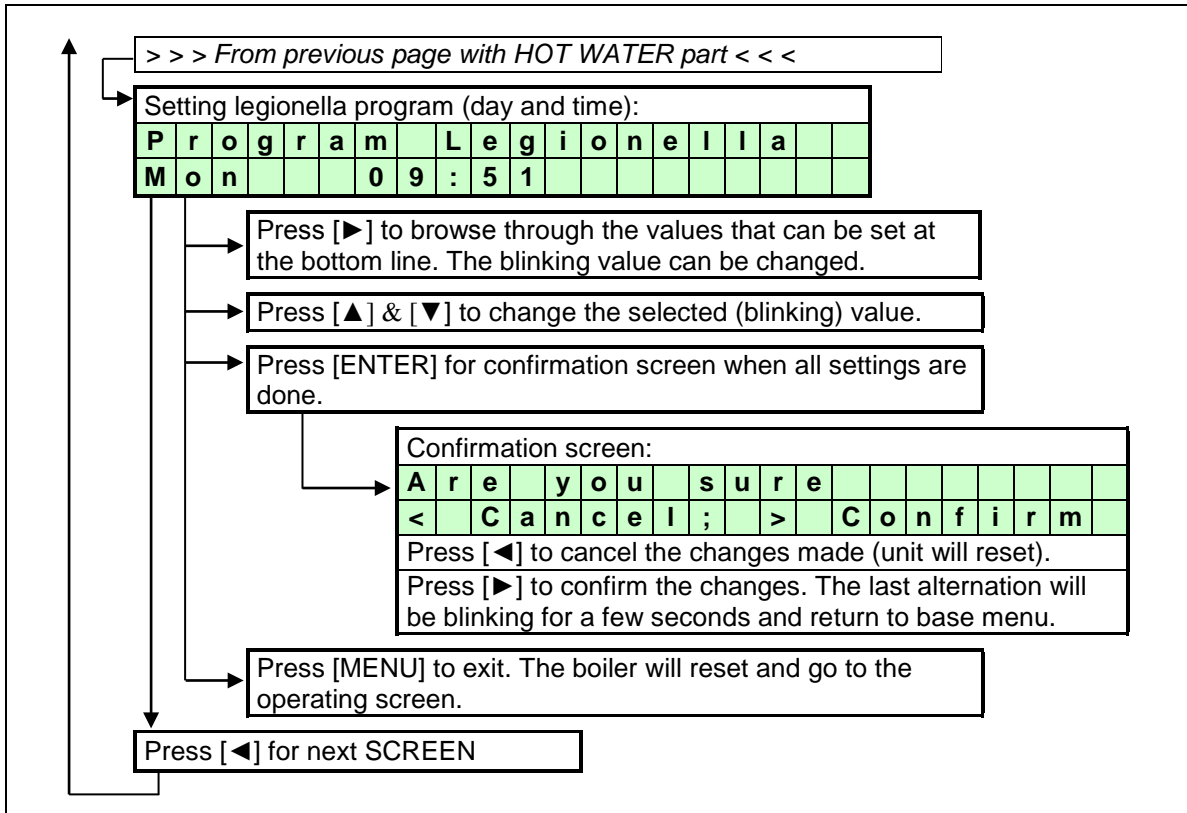 > > > From previous page with HOT WATER part < < <
Setting legionella program (day and time):
Program Legionella
Mon 09:51
Press [►] to browse through the values that can be set at
the bottom line. The blinking value can be changed.
Press [▲] & [▼] to change the selected (blinking) value.
Press [ENTER] for confirmation screen when all settings are
done.
Confirmation screen:
Are you sure
< Cancel; > Confirm
Press [◄] to cancel the changes made (unit will reset).
Press [►] to confirm the changes. The last alternation will
be blinking for a few seconds and return to base menu.
Press [MENU] to exit. The boiler will reset and go to the
operating screen.
Press [◄] for next SCREEN